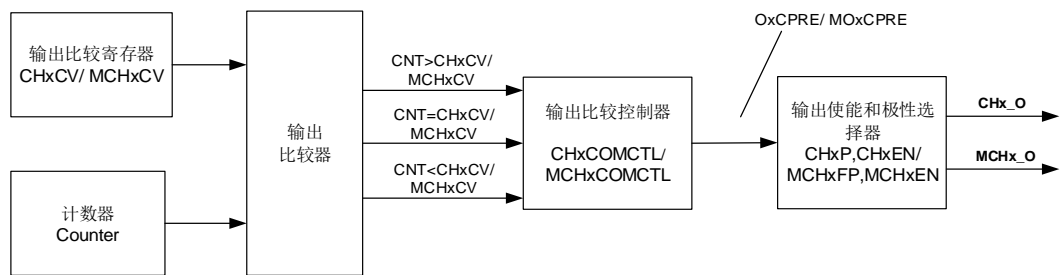 输出比较寄存器
CHxCV/ MCHxCV
计数器
Counter
输出
比较器
CNT>CHxCV/
MCHxCV
CNT=CHxCV/
MCHxCV
CNT<CHxCV/
MCHxCV
输出比较控制器
CHxCOMCTL/
MCHxCOMCTL
OxCPRE/ MOxCPRE
输出使能和极性选
择器
CHxP,CHxEN/
MCHxFP,MCHxEN
CHx_O
MCHx_O